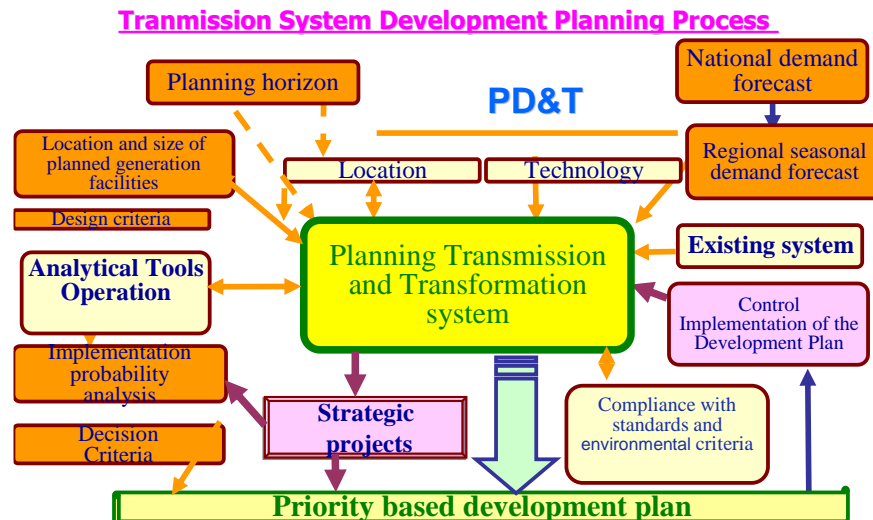 Tranmission System Development Planning Process
Planning horizon
PD&T
National demand
forecast
Location and size of
planned generation
facilities
Location
Technology
Regional seasonal
demand forecast
Design criteria
Analytical Tools
Operation
Planning Transmission
and Transformation
system
Existing system
Control
Implementation of the
Development Plan
Implementation
probability
analysis
Strategic
projects
Compliance with
standards and
environmental criteria
Decision
Criteria
Priority based development plan